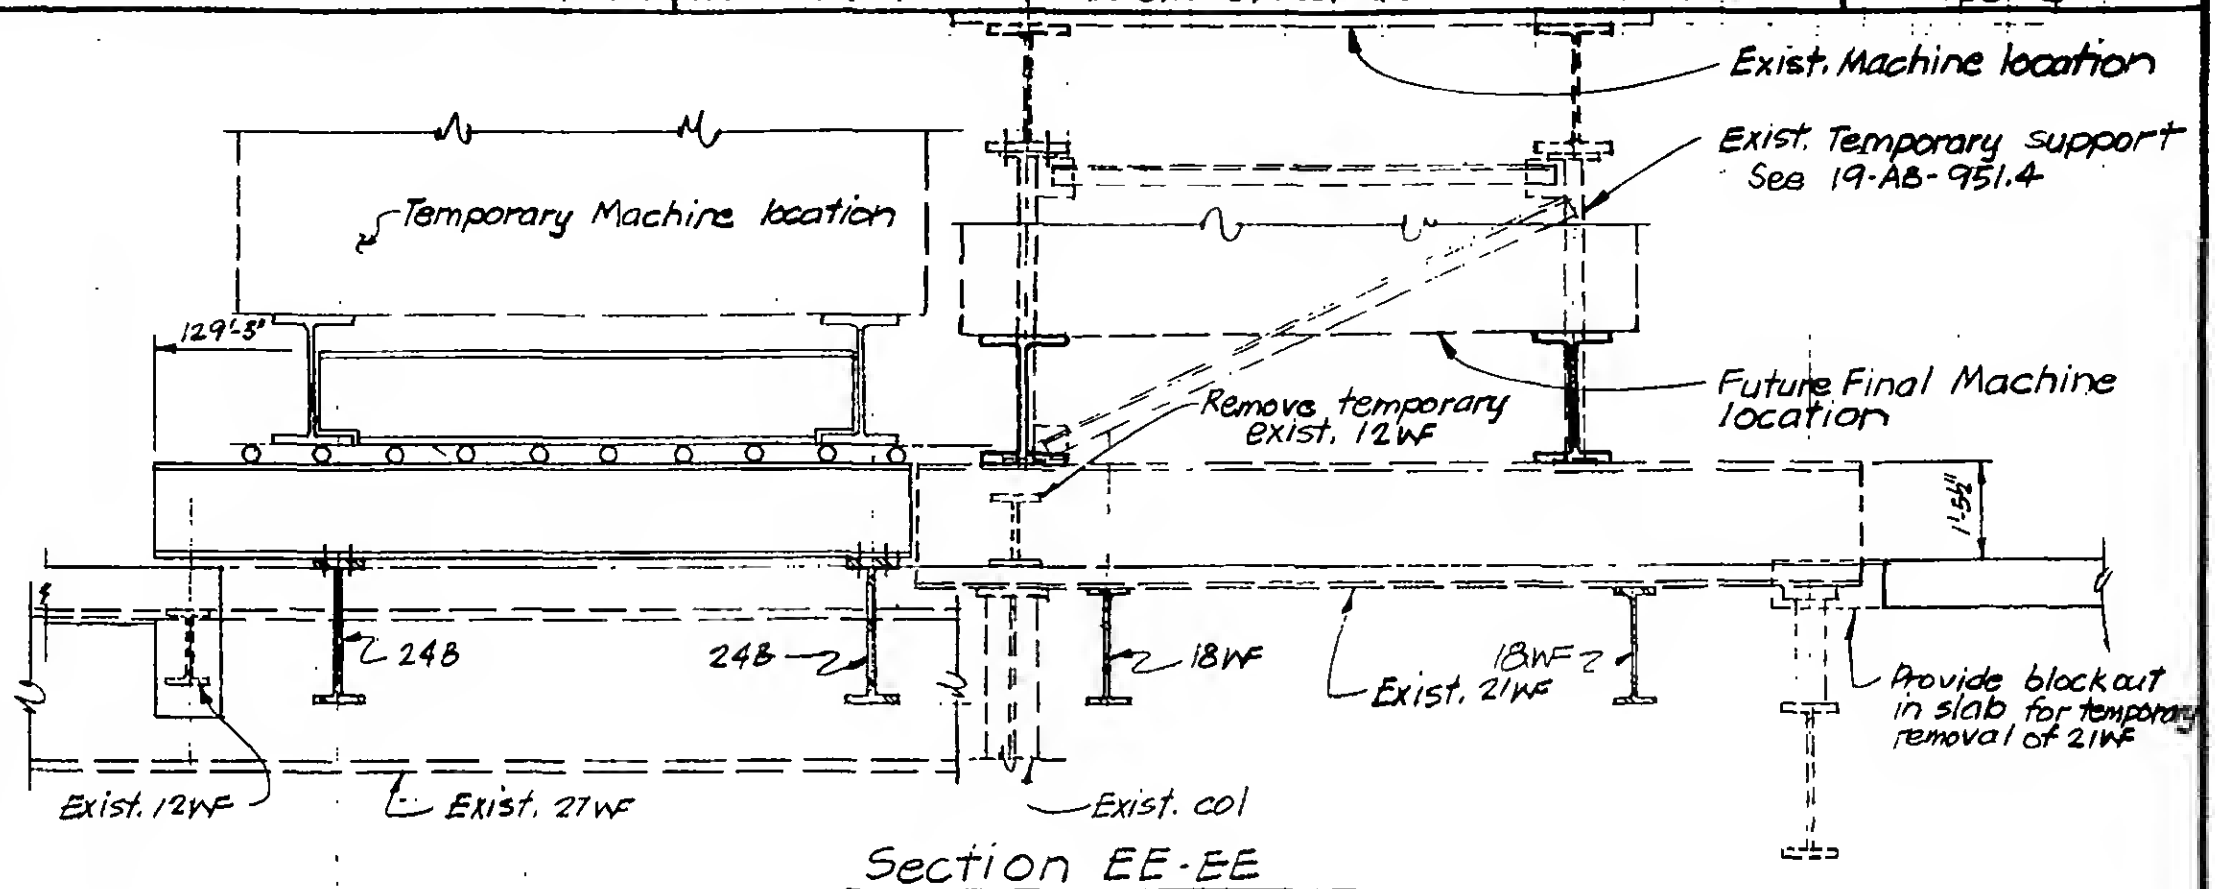 Exist. Machine location
Exist. Temporary support
See 19-AB-951.4
Temporary Machine location
129'-3"
Remove temporary
exist. 12WF
Future Final Machine
location
1'-5½"
24B
24B
18WF
18WF
Exist. 21WF
Provide blockout
in slab for temporary
removal of 21WF
Exist. 12WF
Exist. 27WF
Exist. col
Section EE-EE